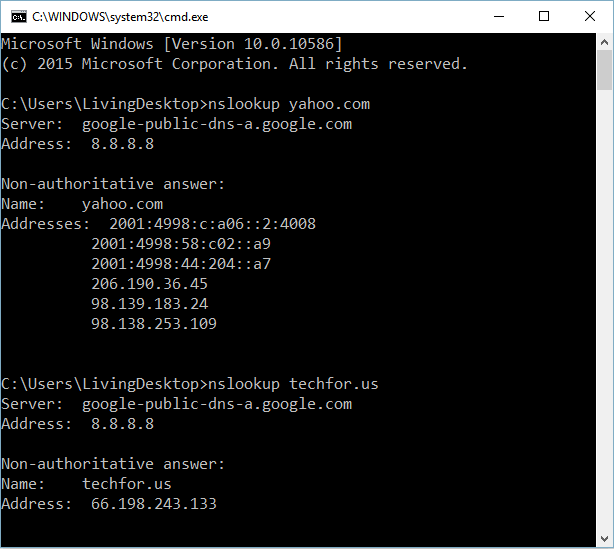 C:\WINDOWS\system32\cmd.exe
Microsoft Windows [Version 10.0.10586]
(c) 2015 Microsoft Corporation. All rights reserved.
C:\Users\LivingDesktop>nslookup yahoo.com
Server:  google-public-dns-a.google.com
Address:  8.8.8.8
Non-authoritative answer:
Name:    yahoo.com
Addresses:  2001:4998:c:a06::2:4008
2001:4998:58:c02::a9
2001:4998:44:204::a7
206.190.36.45
98.139.183.24
98.138.253.109
C:\Users\LivingDesktop>nslookup techfor.us
Server:  google-public-dns-a.google.com
Address:  8.8.8.8
Non-authoritative answer:
Name:    techfor.us
Address:  66.198.243.133